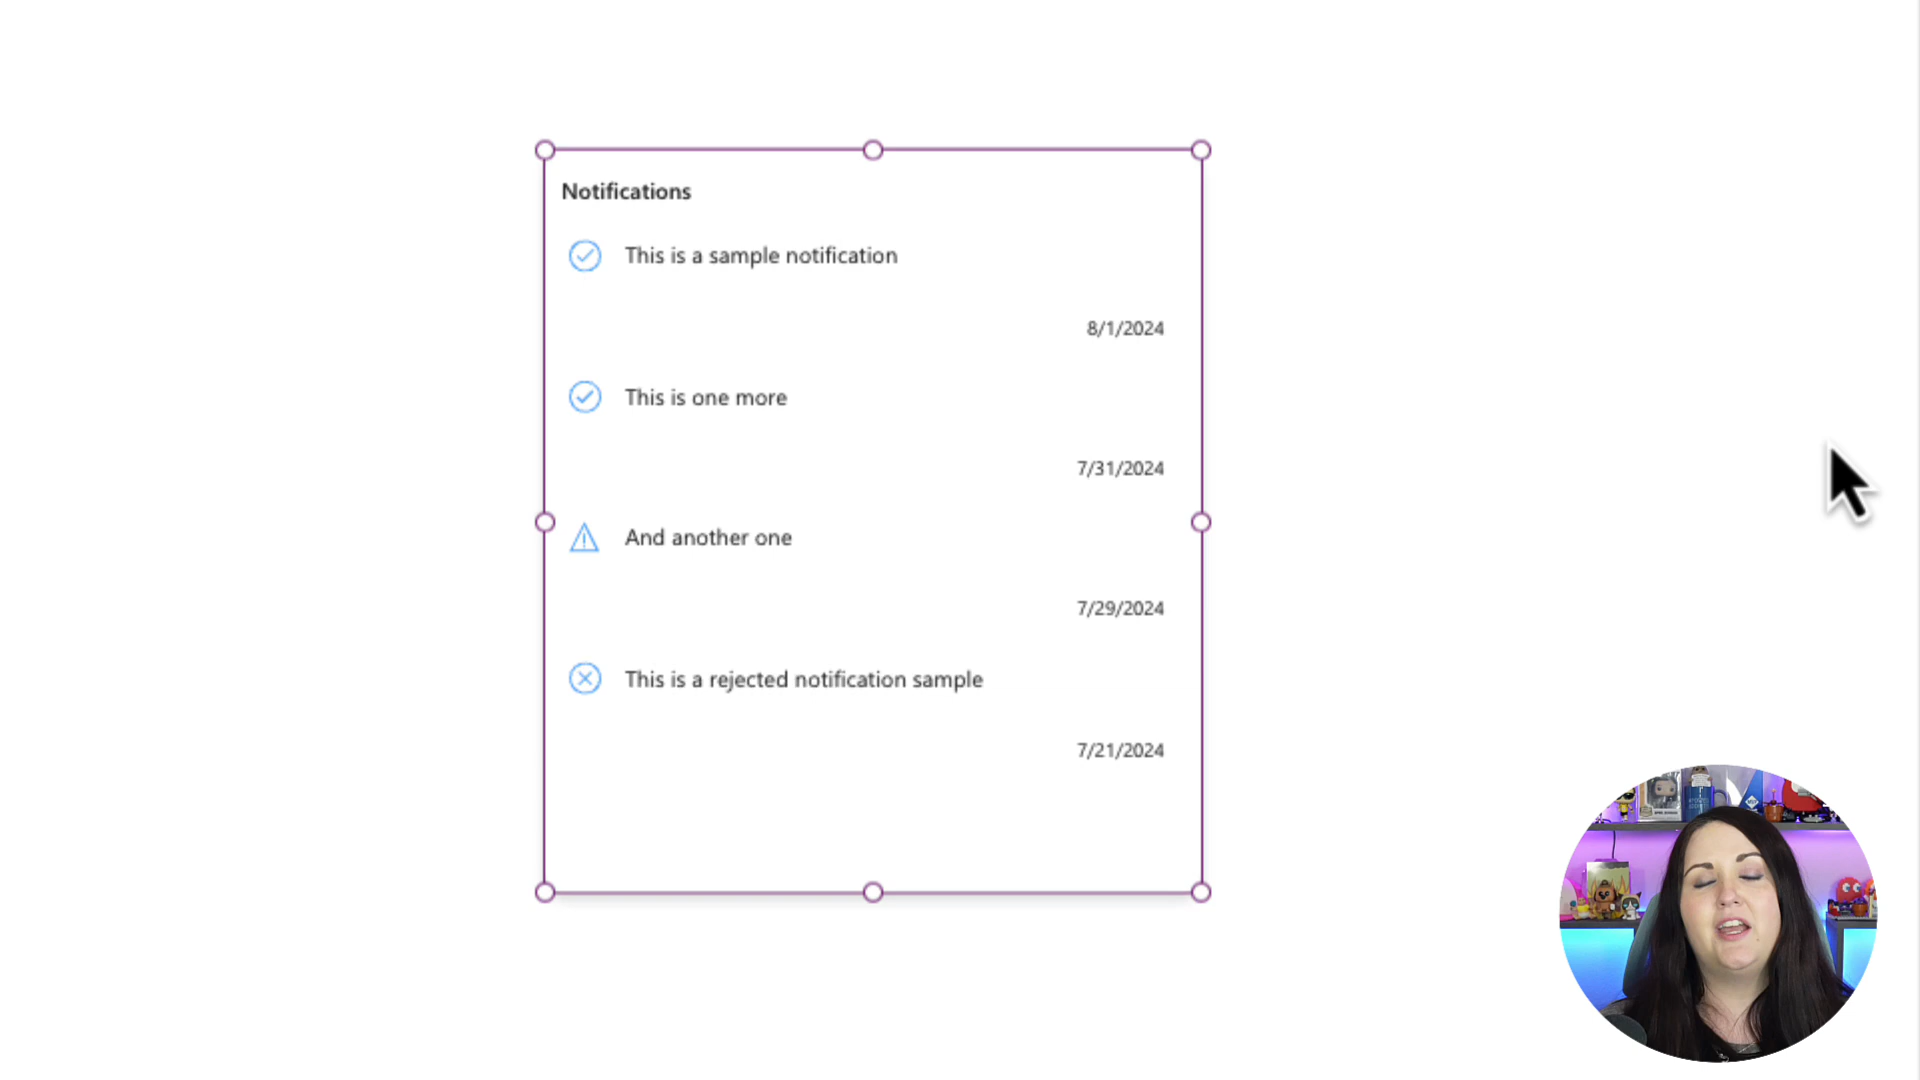 Notifications
This is a sample notification
8/1/2024
This is one more
7/31/2024
And another one
7/29/2024
This is a rejected notification sample
7/21/2024